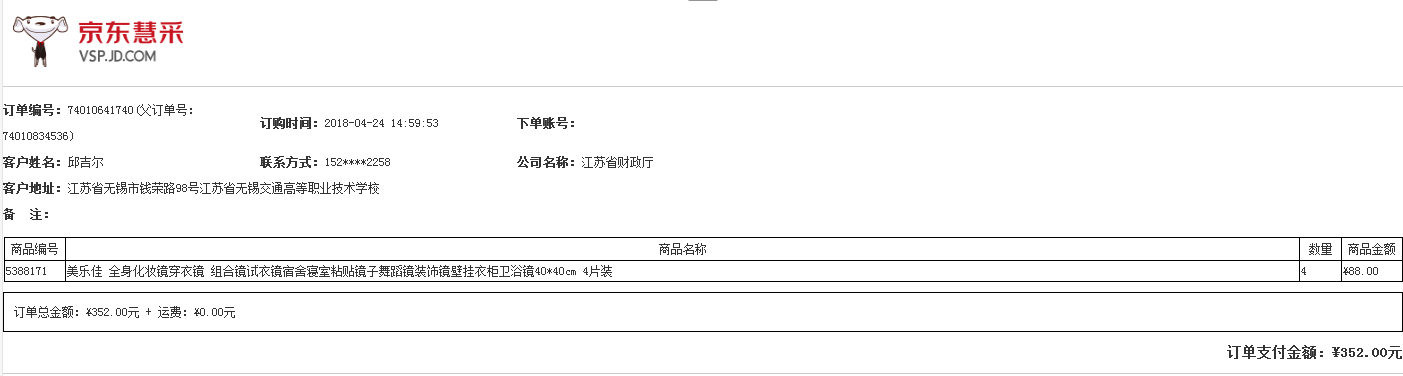 京东慧采
VSP.JD.COM
订单编号：74010641740(父订单号：
74010834536)
订购时间：2018-04-24 14:59:53
下单账号：
客户姓名：邱吉尔
联系方式：152****2258
公司名称：江苏省财政厅
客户地址：江苏省无锡市钱荣路98号江苏省无锡交通高等职业技术学校
备 注：
商品编号 商品名称 数量 商品金额
5388171 美乐佳 全身化妆镜穿衣镜 组合镜试衣镜宿舍寝室粘贴镜子舞蹈镜装饰镜壁挂衣柜卫浴镜40*40cm 4片装 4 ¥88.00
订单总金额：¥352.00元 + 运费：¥0.00元
订单支付金额：¥352.00元